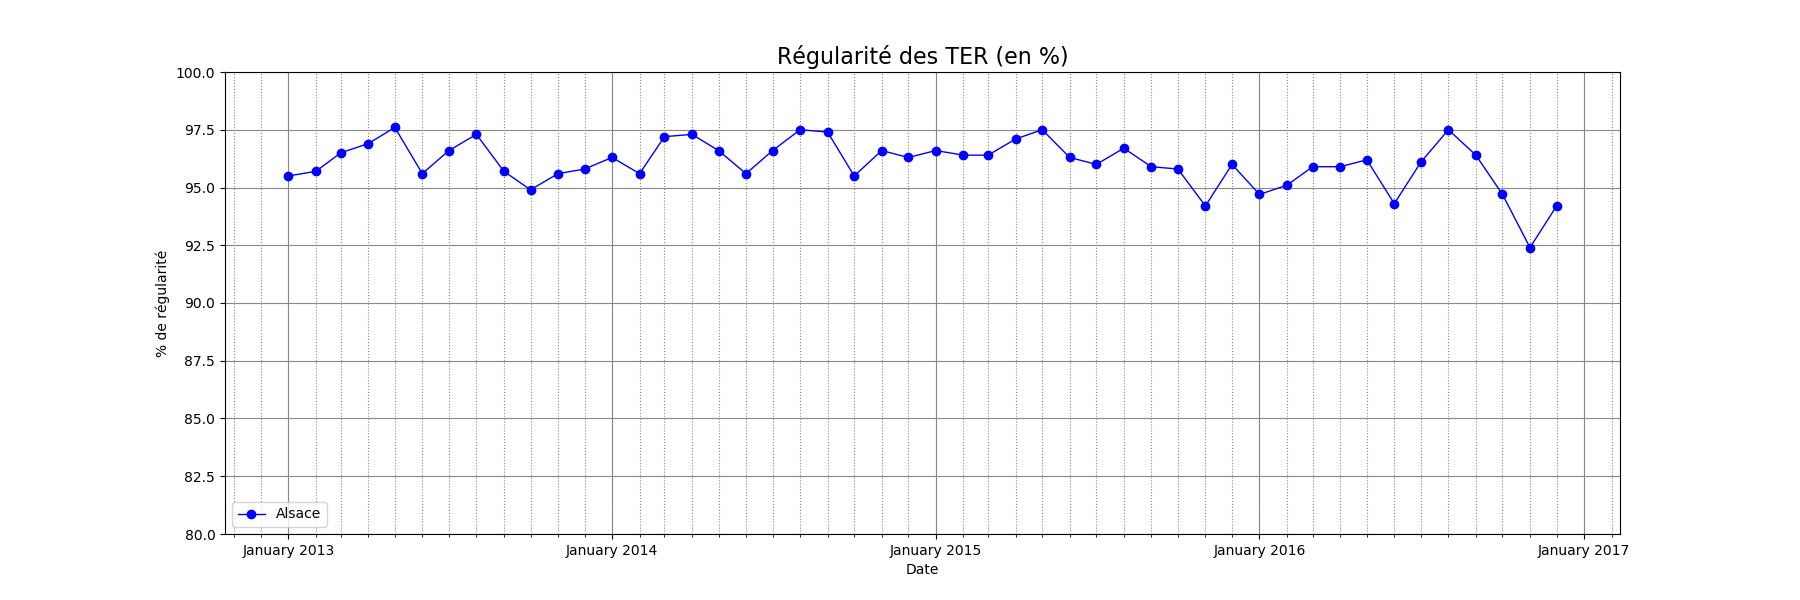 Régularité des TER (en %)
100.0
97.5
95.0
92.5
90.0
87.5
85.0
82.5
80.0
% de régularité
Alsace
January 2013
January 2014
January 2015
January 2016
January 2017
Date